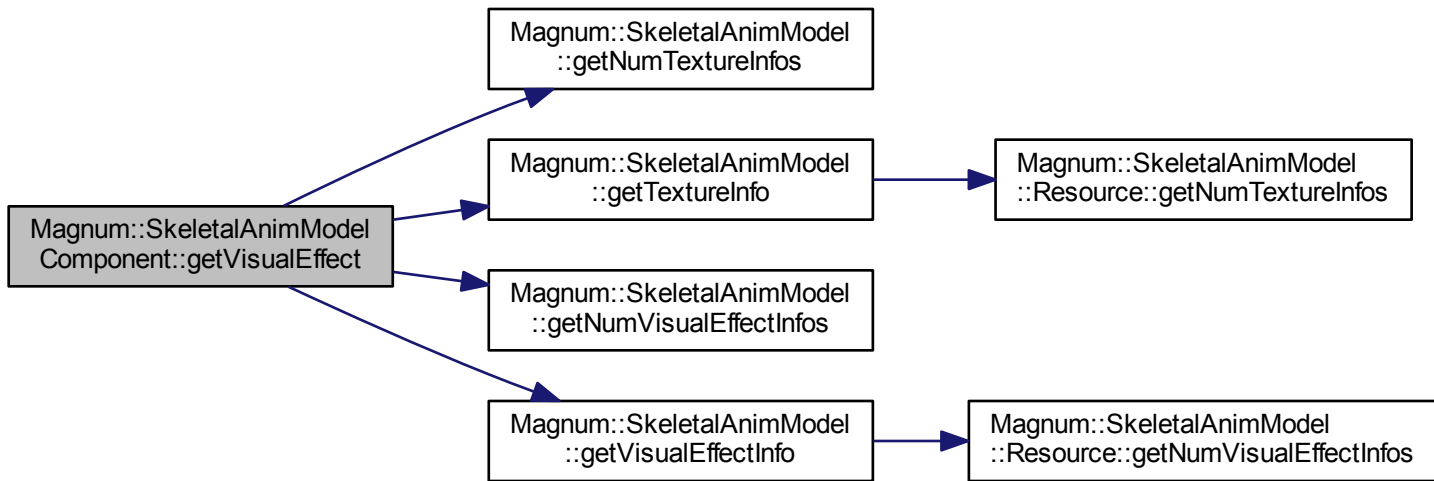 Magnum::SkeletalAnimModel
::getNumTextureInfos
Magnum::SkeletalAnimModel
::getTextureInfo
Magnum::SkeletalAnimModel
::Resource::getNumTextureInfos
Magnum::SkeletalAnimModel
Component::getVisualEffect
Magnum::SkeletalAnimModel
::getNumVisualEffectInfos
Magnum::SkeletalAnimModel
::getVisualEffectInfo
Magnum::SkeletalAnimModel
::Resource::getNumVisualEffectInfos